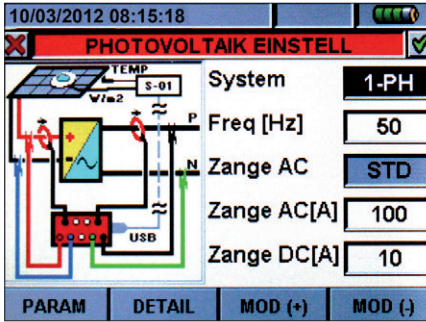 10/03/2012 08:15:18
PHOTOVOLTAIK EINSTELL
TEMP
S-01
W/m2
P
N
USB
System 1-PH
Freq [Hz] 50
Zange AC STD
Zange AC[A] 100
Zange DC[A] 10
PARAM DETAIL MOD (+) MOD (-)